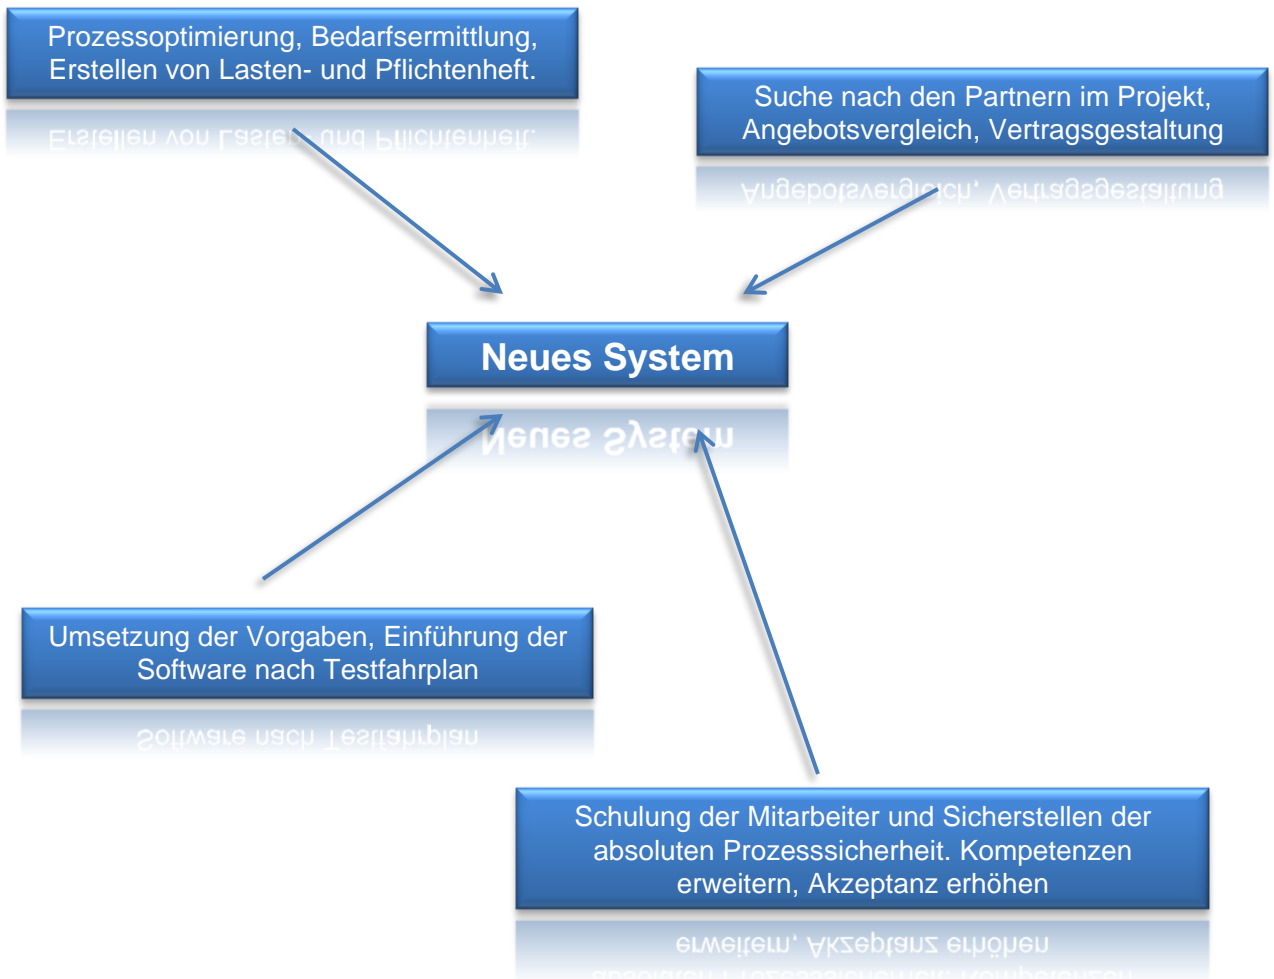 Prozessoptimierung, Bedarfsermittlung,
Erstellen von Lasten- und Pflichtenheft.
Suche nach den Partnern im Projekt,
Angebotsvergleich, Vertragsgestaltung
Neues System
Umsetzung der Vorgaben, Einführung der
Software nach Testfahrplan
Schulung der Mitarbeiter und Sicherstellen der
absoluten Prozesssicherheit. Kompetenzen
erweitern, Akzeptanz erhöhen